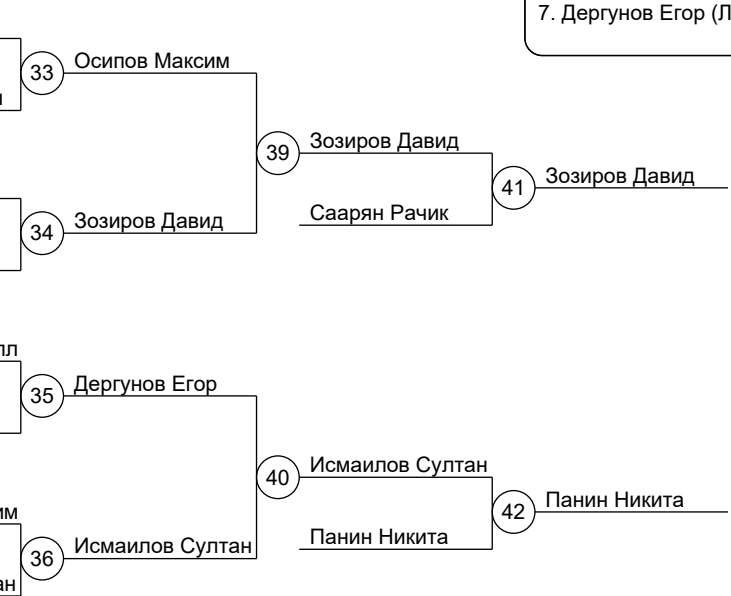 7. Дергунов Егор (Л
33 Осипов Максим
39 Зозиров Давид
41 Зозиров Давид
Саарян Рачик
34 Зозиров Давид
35 Дергунов Егор
40 Исмаилов Султан
42 Панин Никита
Панин Никита
36 Исмаилов Султан